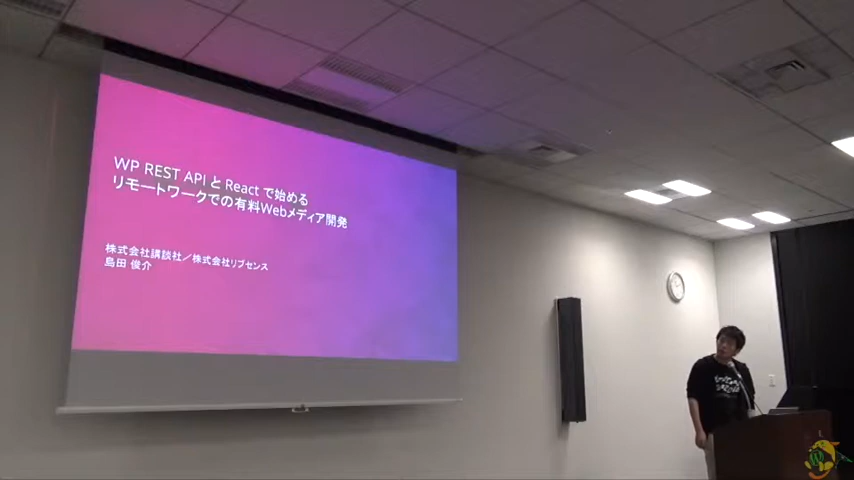 WP REST API と React で始める
リモートワークでの有料Webメディア開発
株式会社講談社／株式会社リブセンス
島田 俊介